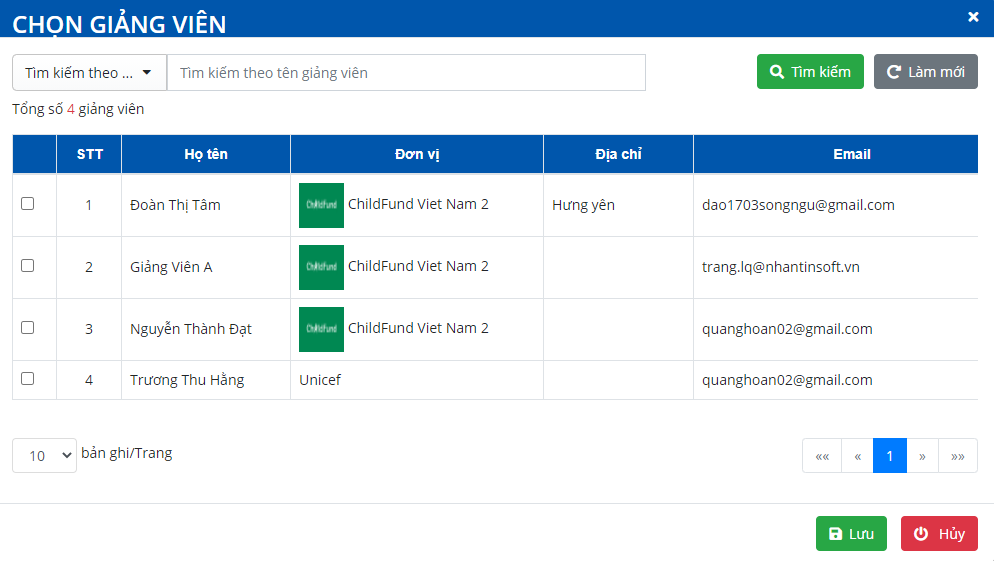 CHỌN GIẢNG VIÊN ×
Tìm kiếm theo ... Tìm kiếm theo tên giảng viên Tìm kiếm Làm mới
Tổng số 4 giảng viên
STT Họ tên Đơn vị Địa chỉ Email
1 Đoàn Thị Tâm ChildFund ChildFund Viet Nam 2 Hưng yên dao1703songngu@gmail.com
2 Giảng Viên A ChildFund ChildFund Viet Nam 2 trang.lq@nhantinsoft.vn
3 Nguyễn Thành Đạt ChildFund ChildFund Viet Nam 2 quanghoan02@gmail.com
4 Trương Thu Hằng Unicef quanghoan02@gmail.com
10 bản ghi/Trang «« « 1 » »»
Lưu Hủy